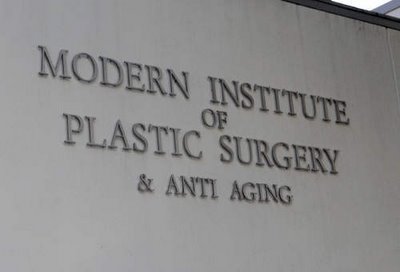 MODERN INSTITUTE
OF
PLASTIC SURGERY
& ANTI AGING